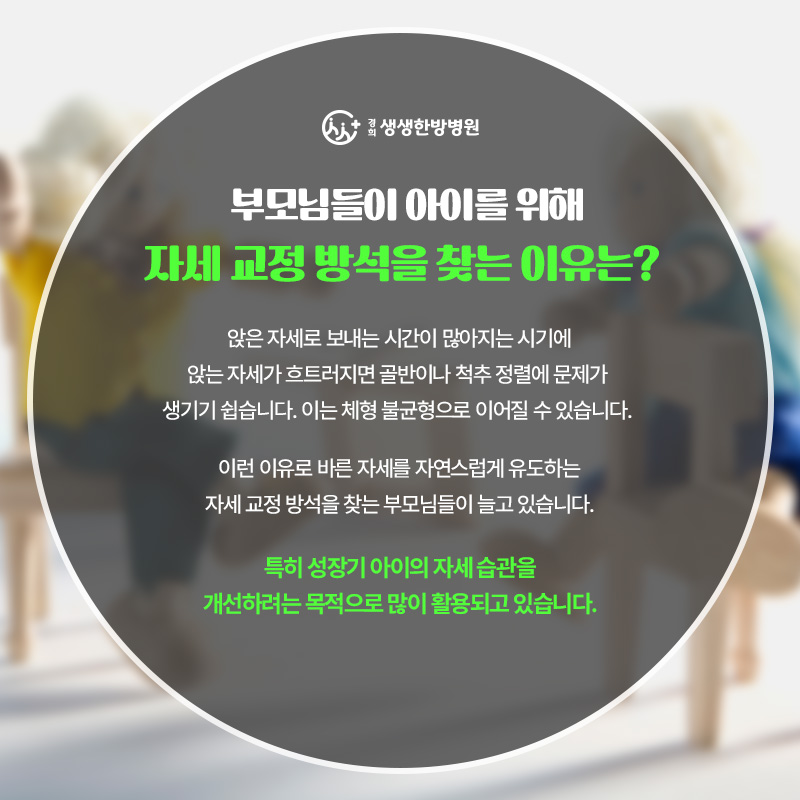 경희 생생한방병원
부모님들이 아이를 위해
자세 교정 방석을 찾는 이유는?
앉은 자세로 보내는 시간이 많아지는 시기에
앉는 자세가 흐트러지면 골반이나 척추 정렬에 문제가
생기기 쉽습니다. 이는 체형 불균형으로 이어질 수 있습니다.
이런 이유로 바른 자세를 자연스럽게 유도하는
자세 교정 방석을 찾는 부모님들이 늘고 있습니다.
특히 성장기 아이의 자세 습관을
개선하려는 목적으로 많이 활용되고 있습니다.